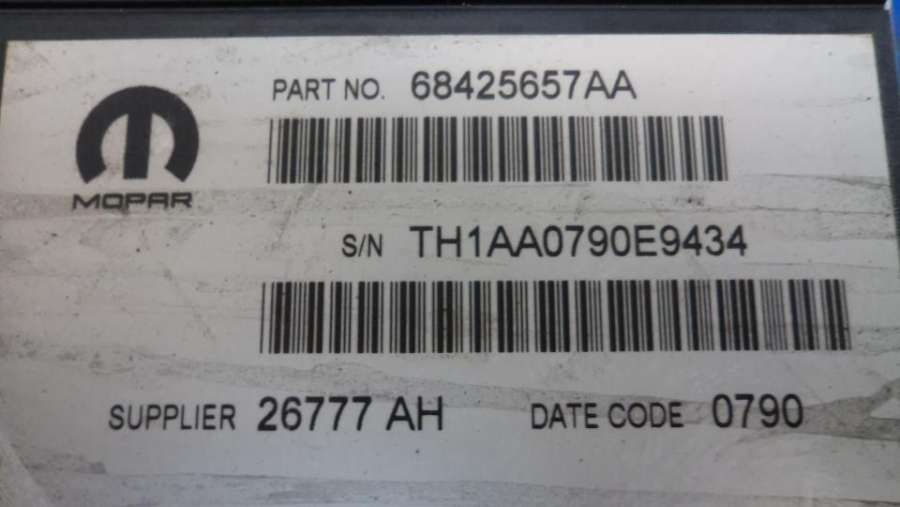 PART NO. 68425657AA
MOPAR
S/N TH1AA0790E9434
SUPPLIER 26777 AH DATE CODE 0790